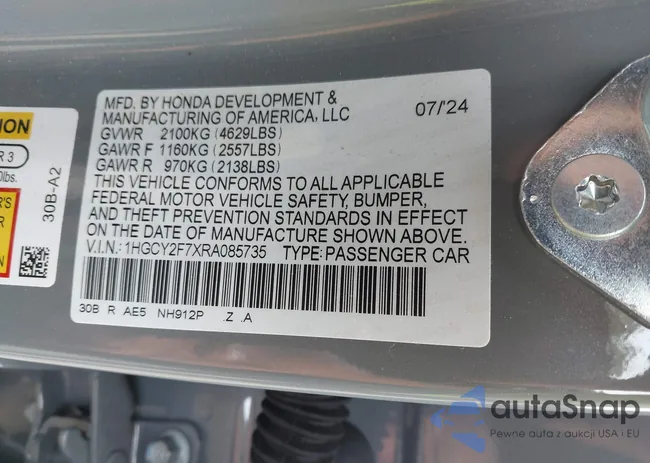 ION
R 3
0lbs.
30B-A2
R'S
MFD. BY HONDA DEVELOPMENT &
MANUFACTURING OF AMERICA, LLC 07/24
GVWR 2100KG (4629LBS)
GAWR F 1160KG (2557LBS)
GAWR R 970KG (2138LBS)
THIS VEHICLE CONFORMS TO ALL APPLICABLE
FEDERAL MOTOR VEHICLE SAFETY, BUMPER,
AND THEFT PREVENTION STANDARDS IN EFFECT
ON THE DATE OF MANUFACTURE SHOWN ABOVE.
V.I.N.: 1HGCY2F7XRA085735 TYPE:PASSENGER CAR
30B R AE5 NH912P .Z .A
autaSnap
Pewne auta z aukcji USA i EU